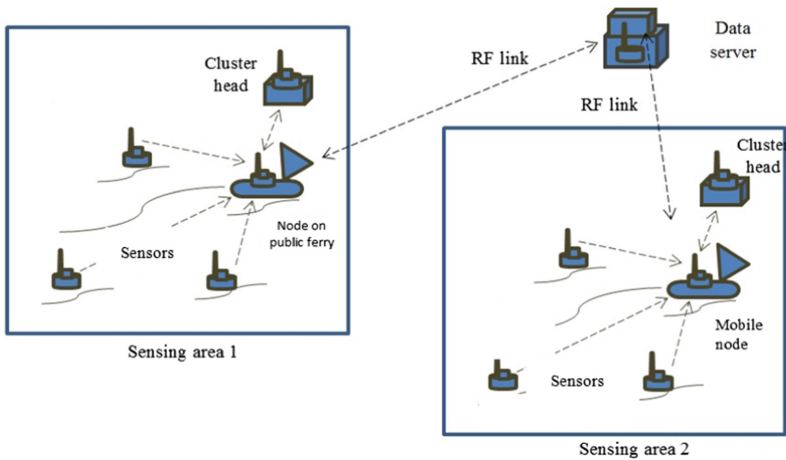 Data
server
RF link
RF link
Cluster
head
Node on
public ferry
Sensors
Sensing area 1
Cluster
head
Mobile
node
Sensors
Sensing area 2